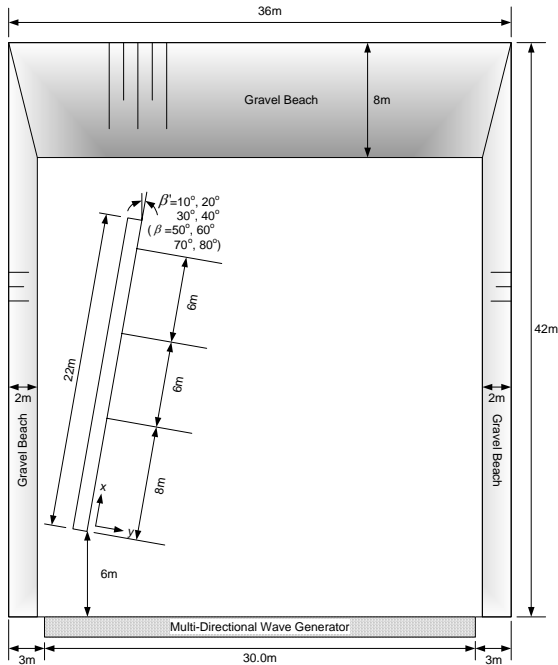 36m
Gravel Beach
8m
β'=10°, 20°
30°, 40°
(β=50°, 60°
70°, 80°)
6m
42m
22m
6m
2m
2m
Gravel Beach
Gravel Beach
8m
x
y
6m
Multi-Directional Wave Generator
3m
30.0m
3m